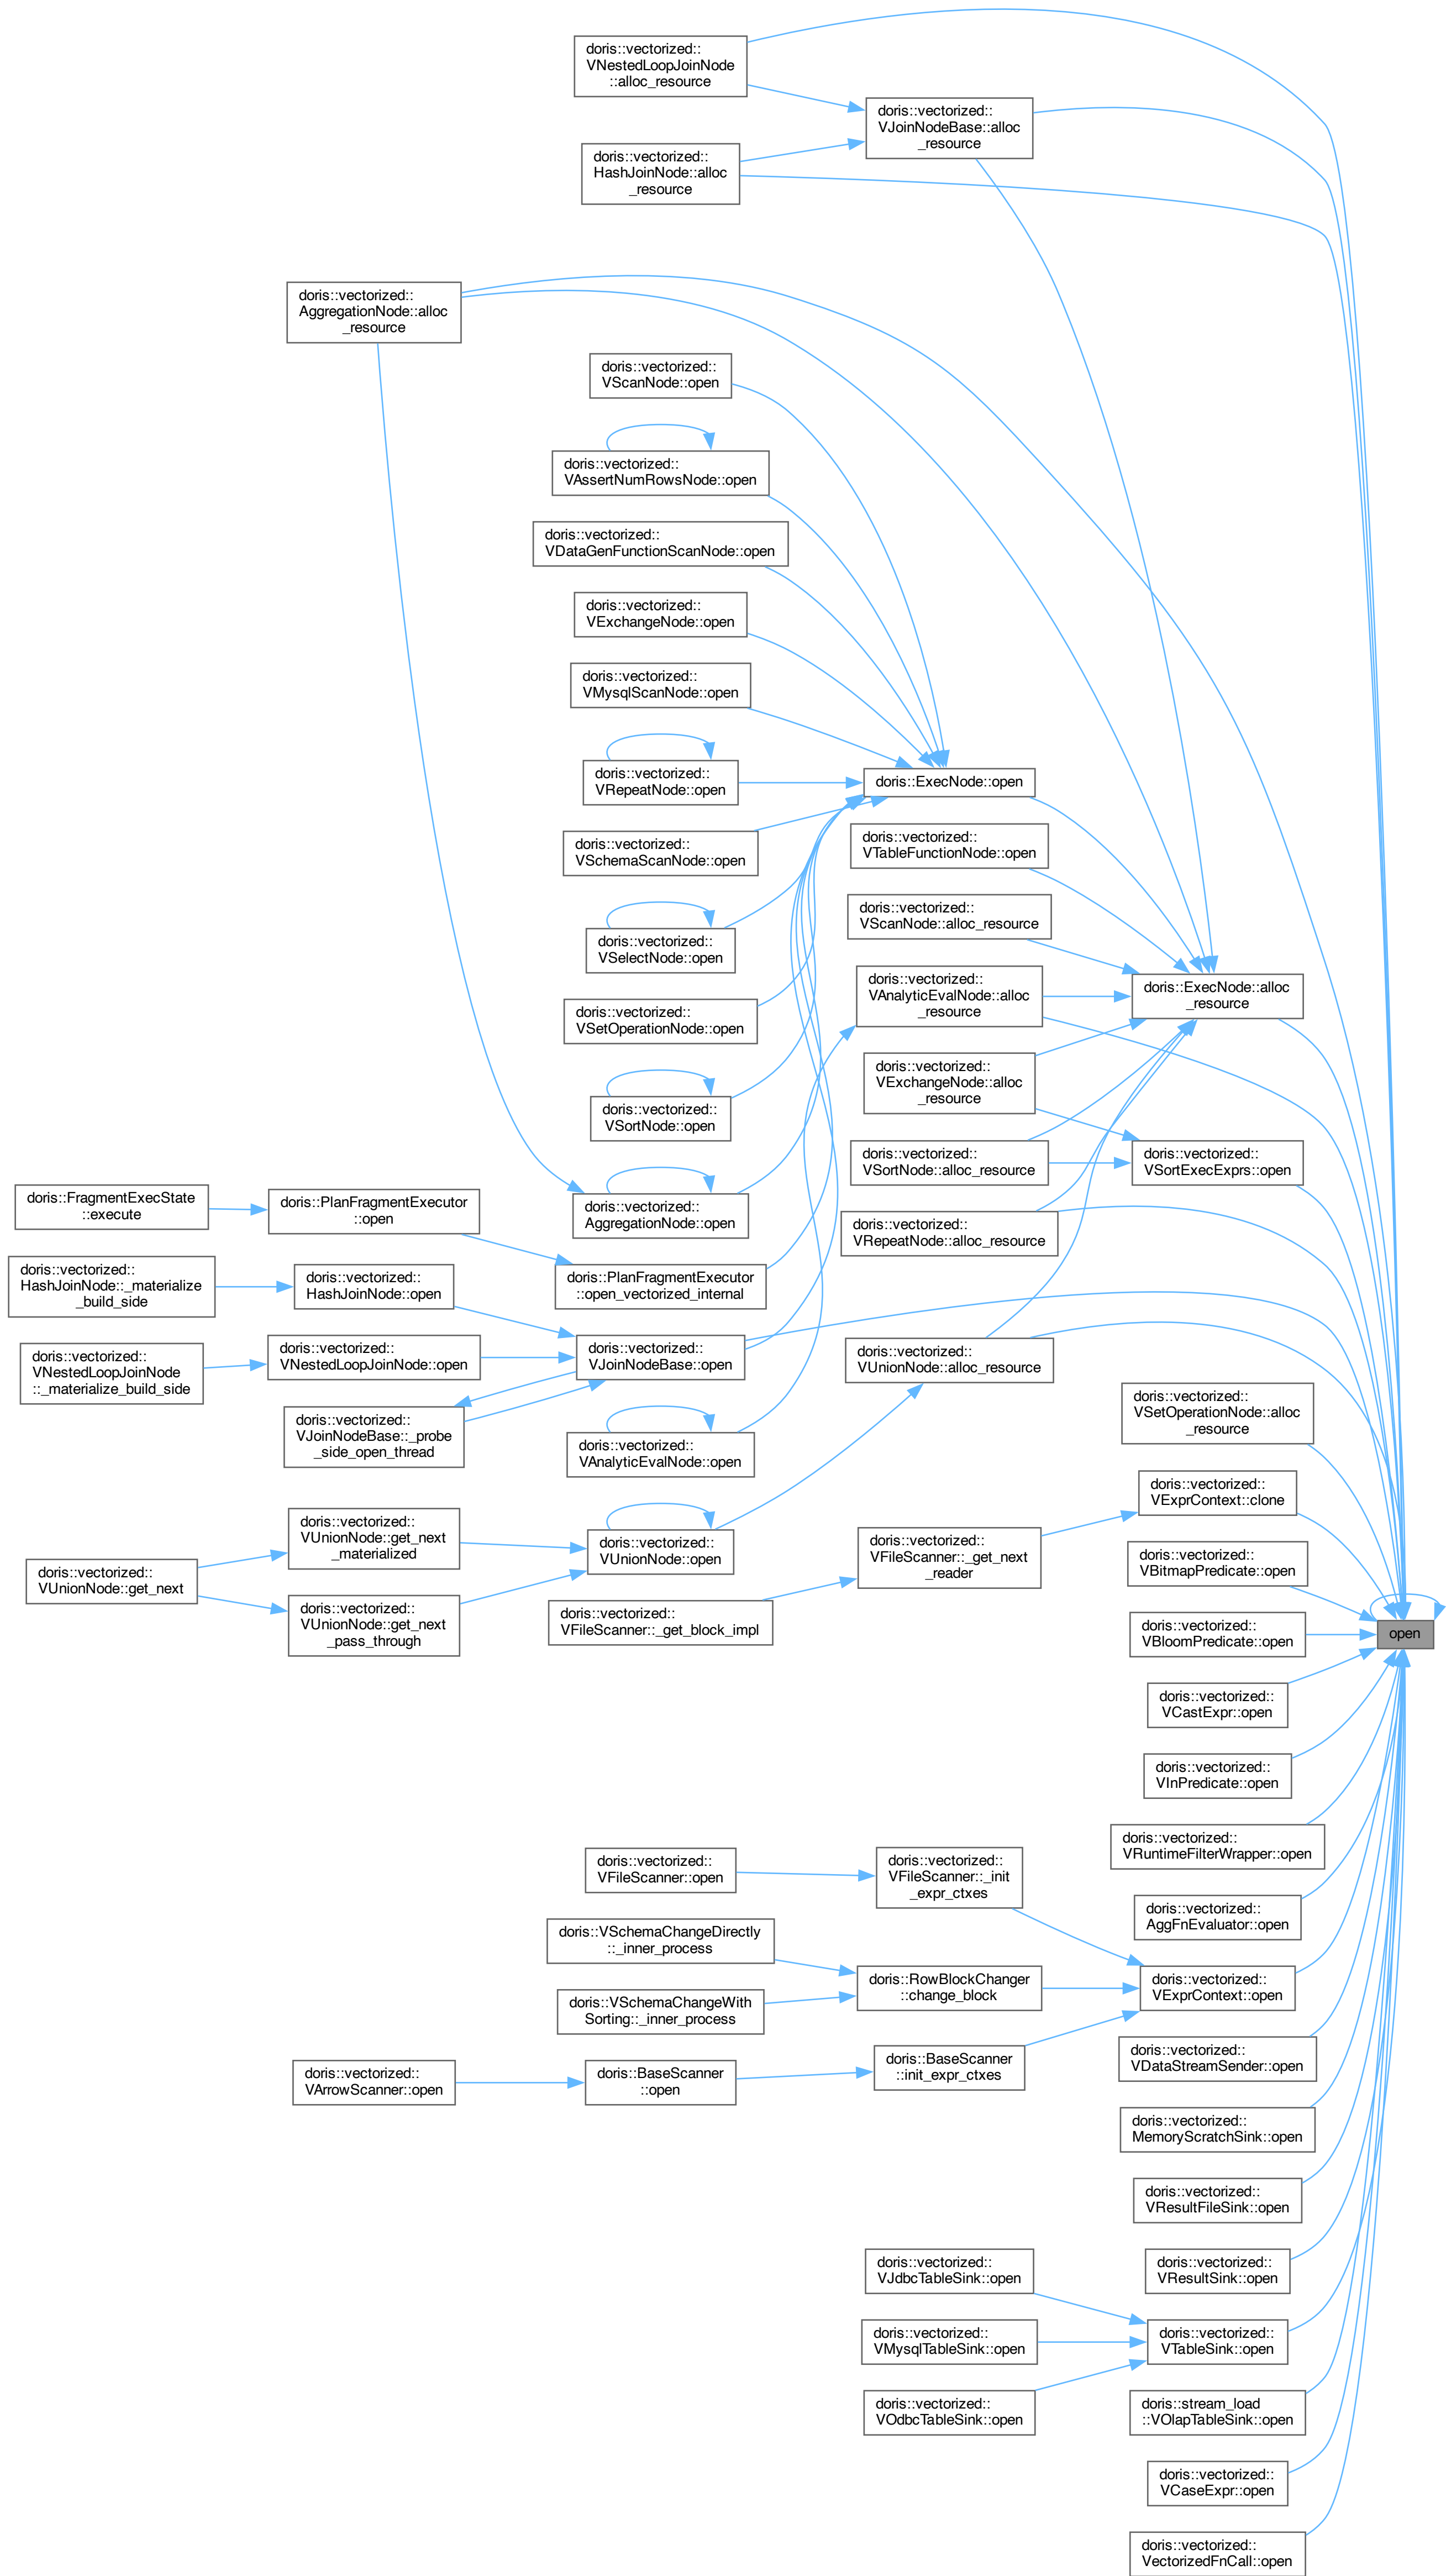 doris::vectorized::
VNestedLoopJoinNode
::alloc_resource
doris::vectorized::
VJoinNodeBase::alloc
_resource
doris::vectorized::
HashJoinNode::alloc
_resource
doris::vectorized::
AggregationNode::alloc
_resource
doris::vectorized::
VScanNode::open
doris::vectorized::
VAssertNumRowsNode::open
doris::vectorized::
VDataGenFunctionScanNode::open
doris::vectorized::
VExchangeNode::open
doris::vectorized::
VMysqlScanNode::open
doris::vectorized::
VRepeatNode::open
doris::ExecNode::open
doris::vectorized::
VSchemaScanNode::open
doris::vectorized::
VTableFunctionNode::open
doris::vectorized::
VScanNode::alloc_resource
doris::vectorized::
VSelectNode::open
doris::vectorized::
VAnalyticEvalNode::alloc
_resource
doris::ExecNode::alloc
_resource
doris::vectorized::
VSetOperationNode::open
doris::vectorized::
VExchangeNode::alloc
_resource
doris::vectorized::
VSortNode::open
doris::vectorized::
VSortNode::alloc_resource
doris::vectorized::
VSortExecExprs::open
doris::FragmentExecState
::execute
doris::PlanFragmentExecutor
::open
doris::vectorized::
AggregationNode::open
doris::vectorized::
VRepeatNode::alloc_resource
doris::vectorized::
HashJoinNode::_materialize
_build_side
doris::vectorized::
HashJoinNode::open
doris::PlanFragmentExecutor
::open_vectorized_internal
doris::vectorized::
VNestedLoopJoinNode
::_materialize_build_side
doris::vectorized::
VNestedLoopJoinNode::open
doris::vectorized::
VJoinNodeBase::open
doris::vectorized::
VUnionNode::alloc_resource
doris::vectorized::
VJoinNodeBase::_probe
_side_open_thread
doris::vectorized::
VAnalyticEvalNode::open
doris::vectorized::
VSetOperationNode::alloc
_resource
doris::vectorized::
VExprContext::clone
doris::vectorized::
VUnionNode::get_next
_materialized
doris::vectorized::
VUnionNode::open
doris::vectorized::
VFileScanner::_get_next
_reader
doris::vectorized::
VBitmapPredicate::open
doris::vectorized::
VUnionNode::get_next
doris::vectorized::
VUnionNode::get_next
_pass_through
doris::vectorized::
VFileScanner::_get_block_impl
doris::vectorized::
VBloomPredicate::open
open
doris::vectorized::
VCastExpr::open
doris::vectorized::
VInPredicate::open
doris::vectorized::
VRuntimeFilterWrapper::open
doris::vectorized::
VFileScanner::open
doris::vectorized::
VFileScanner::_init
_expr_ctxes
doris::vectorized::
AggFnEvaluator::open
doris::VSchemaChangeDirectly
::_inner_process
doris::RowBlockChanger
::change_block
doris::vectorized::
VExprContext::open
doris::VSchemaChangeWith
Sorting::_inner_process
doris::vectorized::
VArrowScanner::open
doris::BaseScanner
::open
doris::BaseScanner
::init_expr_ctxes
doris::vectorized::
VDataStreamSender::open
doris::vectorized::
MemoryScratchSink::open
doris::vectorized::
VResultFileSink::open
doris::vectorized::
VResultSink::open
doris::vectorized::
VJdbcTableSink::open
doris::vectorized::
VMysqlTableSink::open
doris::vectorized::
VTableSink::open
doris::vectorized::
VOdbcTableSink::open
doris::stream_load
::VOlapTableSink::open
doris::vectorized::
VCaseExpr::open
doris::vectorized::
VectorizedFnCall::open